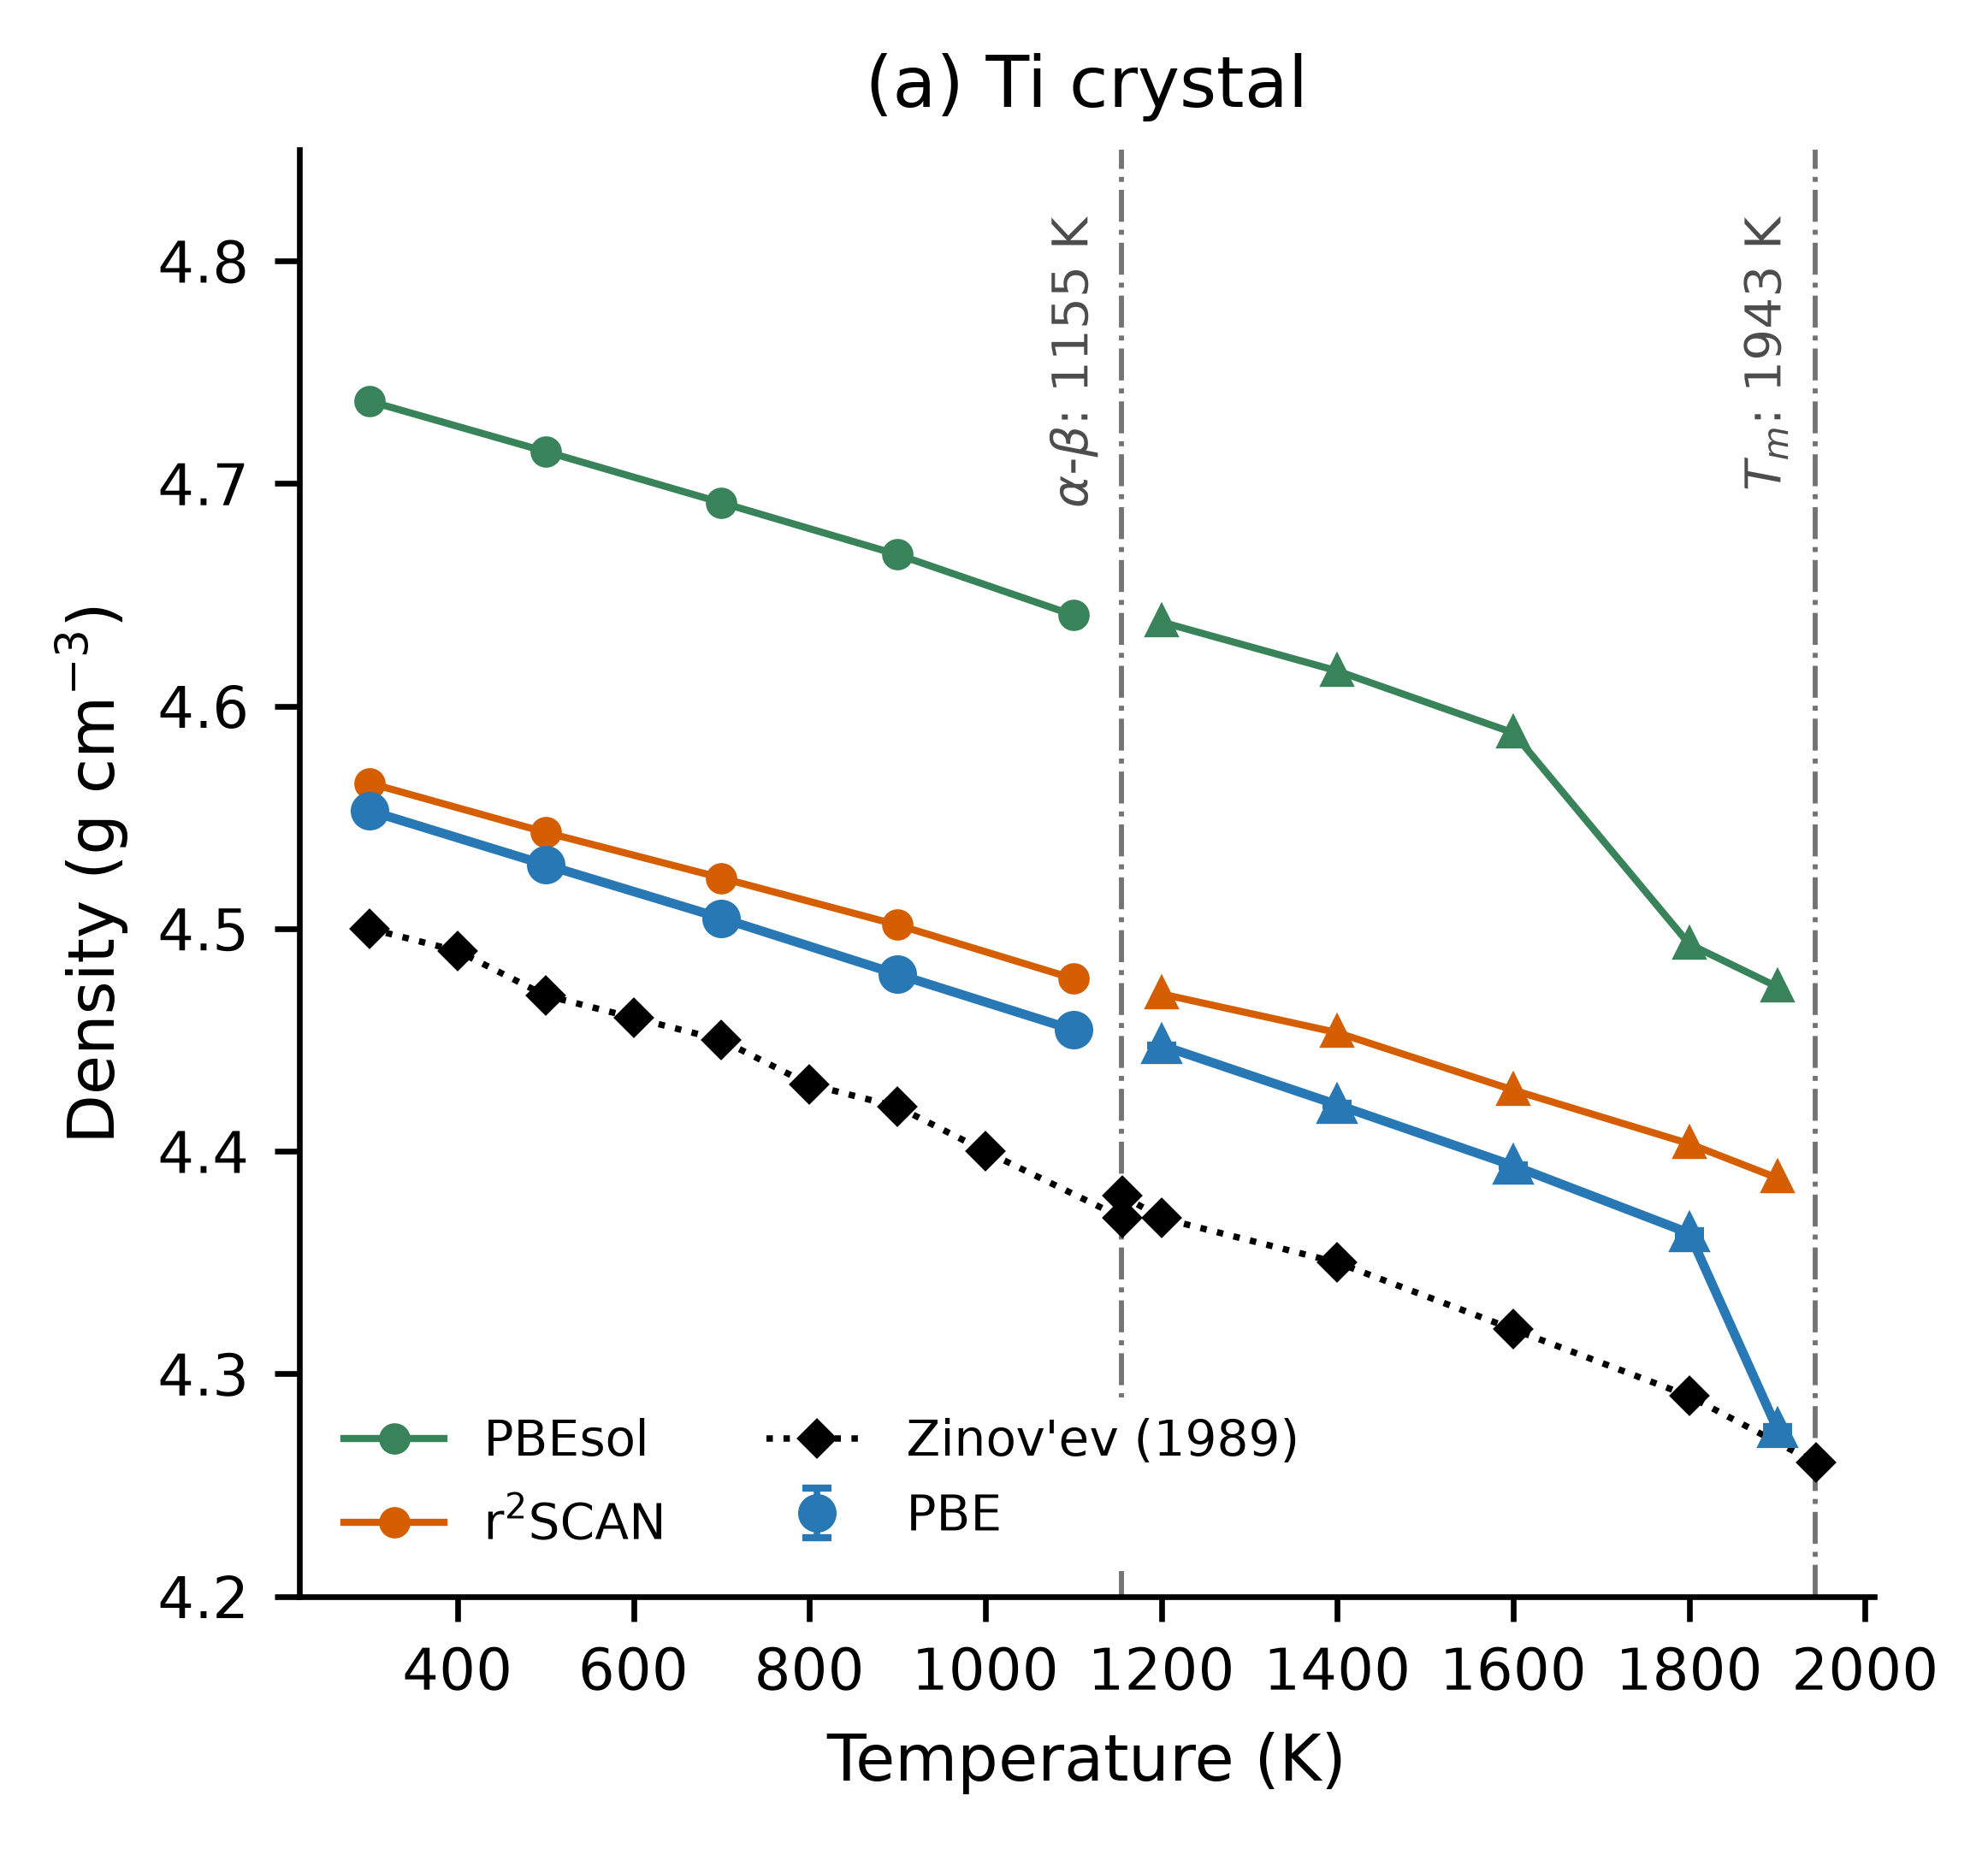 (a) Ti crystal
Density (g cm⁻³)
4.8
4.7
4.6
4.5
4.4
4.3
4.2
α-β: 1155 K
Tₘ: 1943 K
PBEsol
r²SCAN
Zinov'ev (1989)
PBE
400 600 800 1000 1200 1400 1600 1800 2000
Temperature (K)